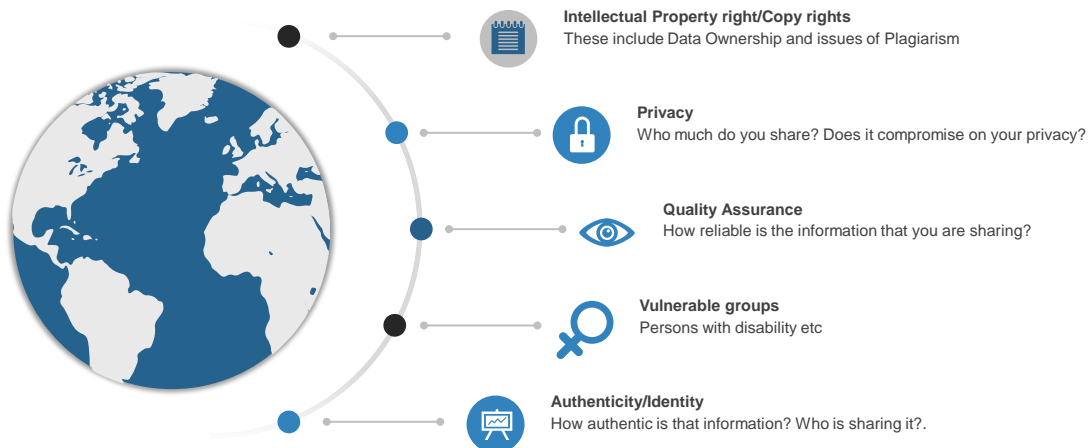 Intellectual Property right/Copy rights
These include Data Ownership and issues of Plagiarism
Privacy
Who much do you share? Does it compromise on your privacy?
Quality Assurance
How reliable is the information that you are sharing?
Vulnerable groups
Persons with disability etc
Authenticity/Identity
How authentic is that information? Who is sharing it?.